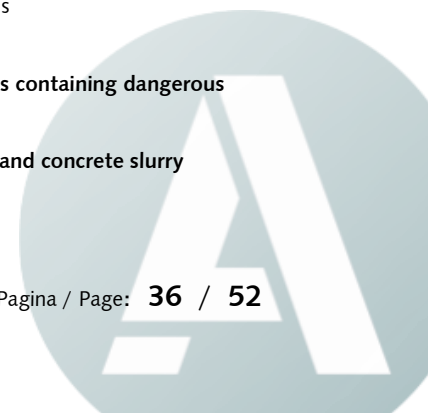 s
s containing dangerous
and concrete slurry
Pagina / Page: 36 / 52